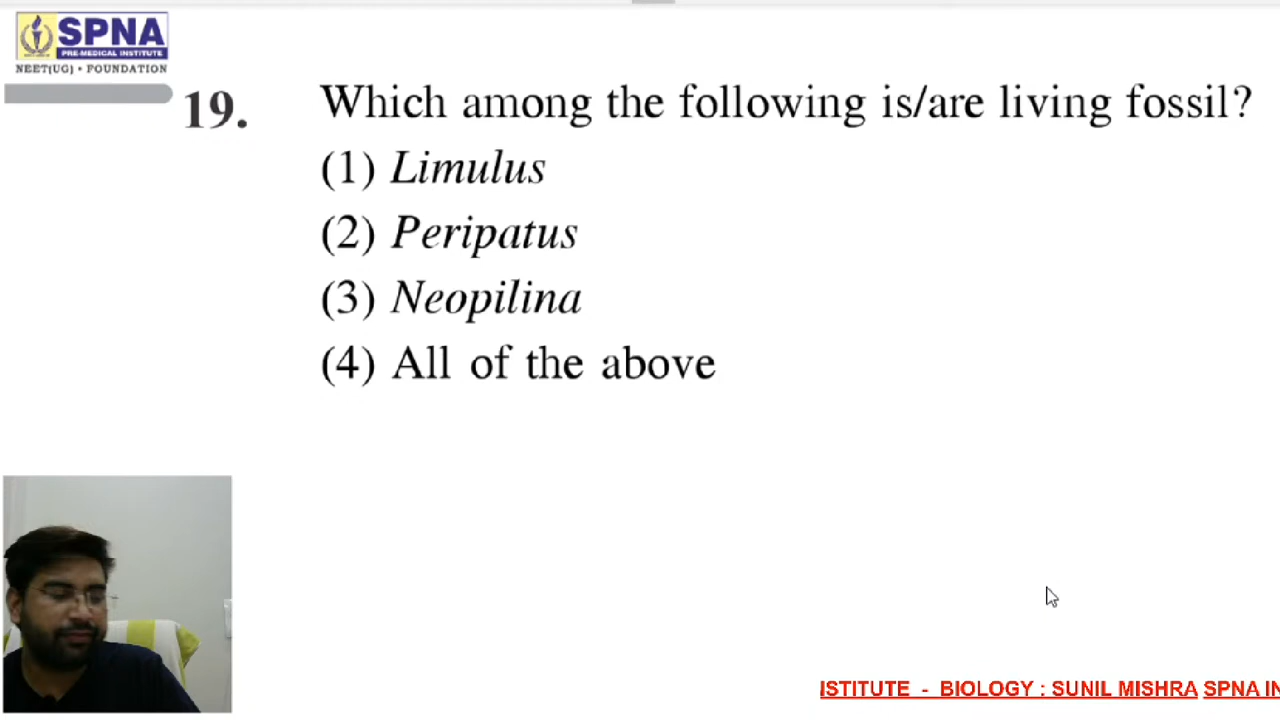 SPNA
PRE-MEDICAL INSTITUTE
NEET(UG) • FOUNDATION
19. Which among the following is/are living fossil?
(1) Limulus
(2) Peripatus
(3) Neopilina
(4) All of the above
ISTITUTE - BIOLOGY : SUNIL MISHRA SPNA IN